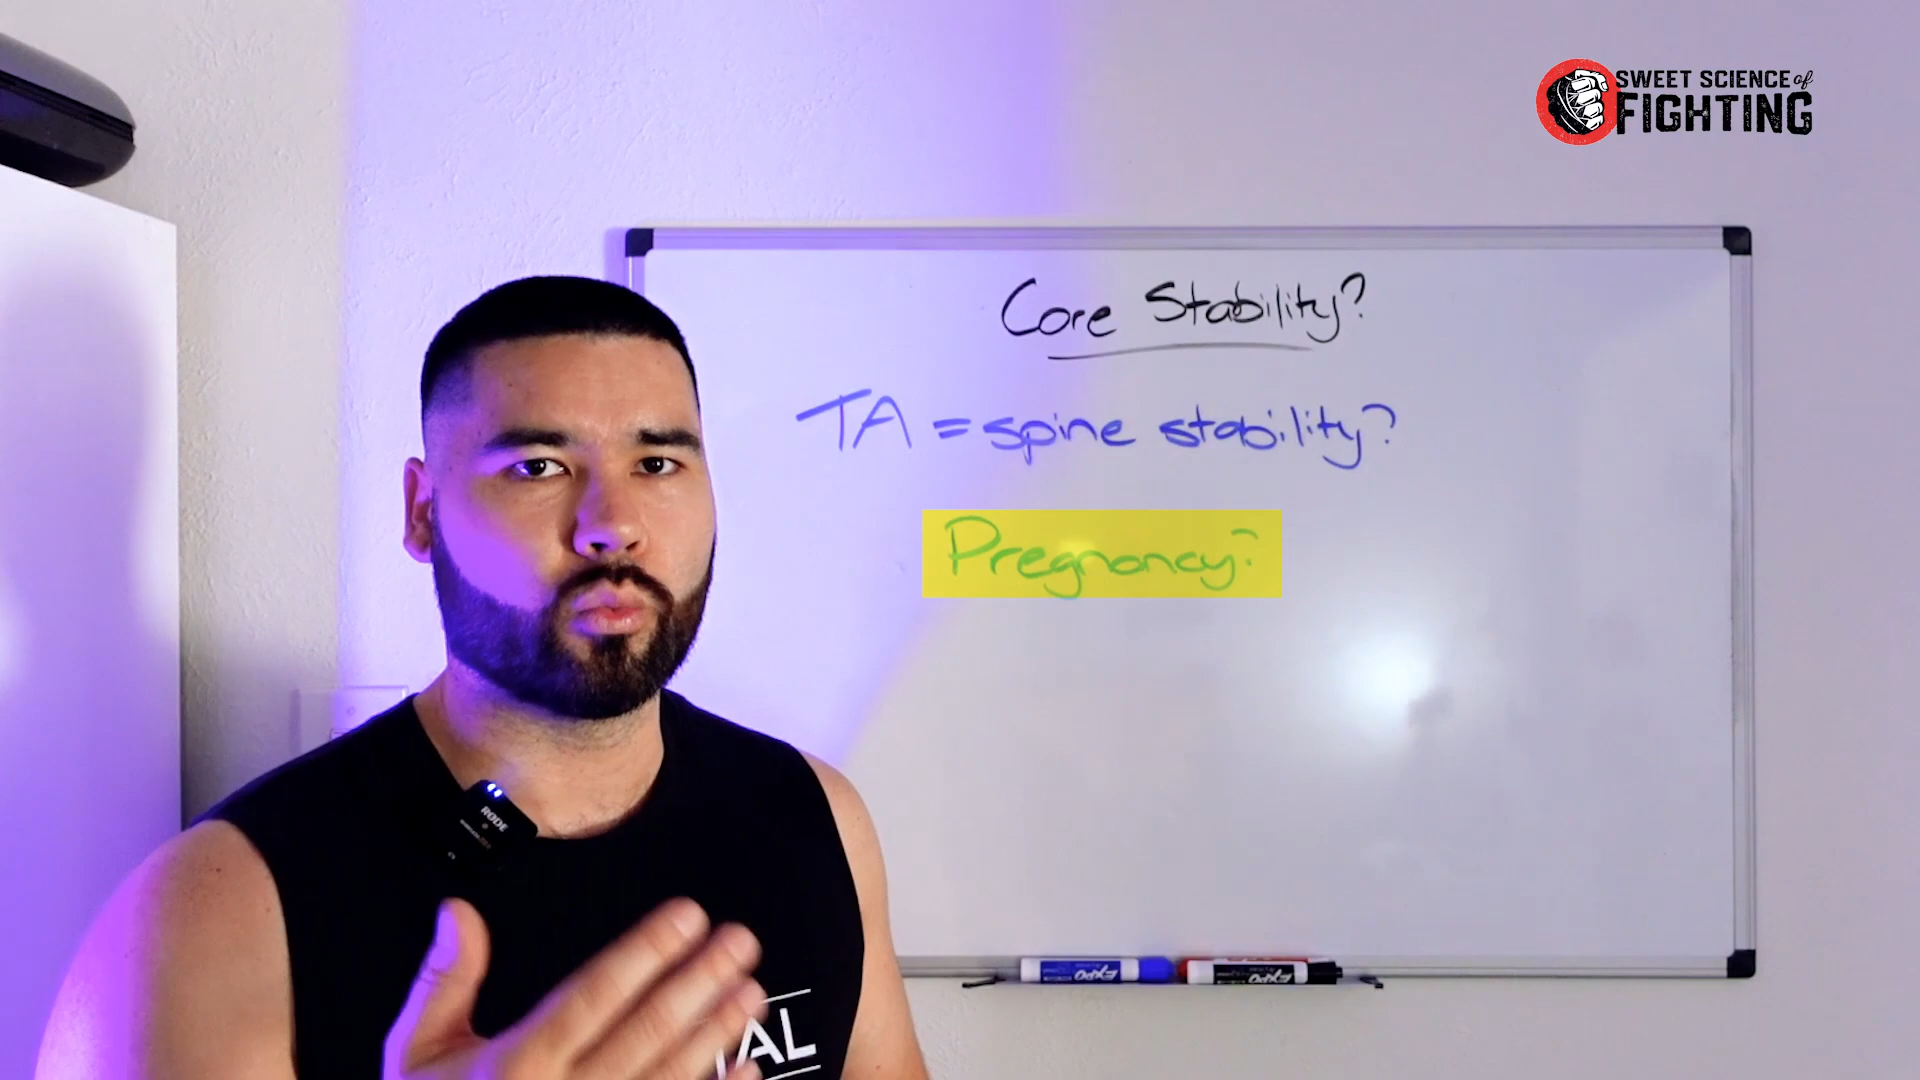 SWEET SCIENCE of
FIGHTING
Core Stability?
TA = spine stability?
Pregnancy?
RODE
EXPO
EXPO
AL